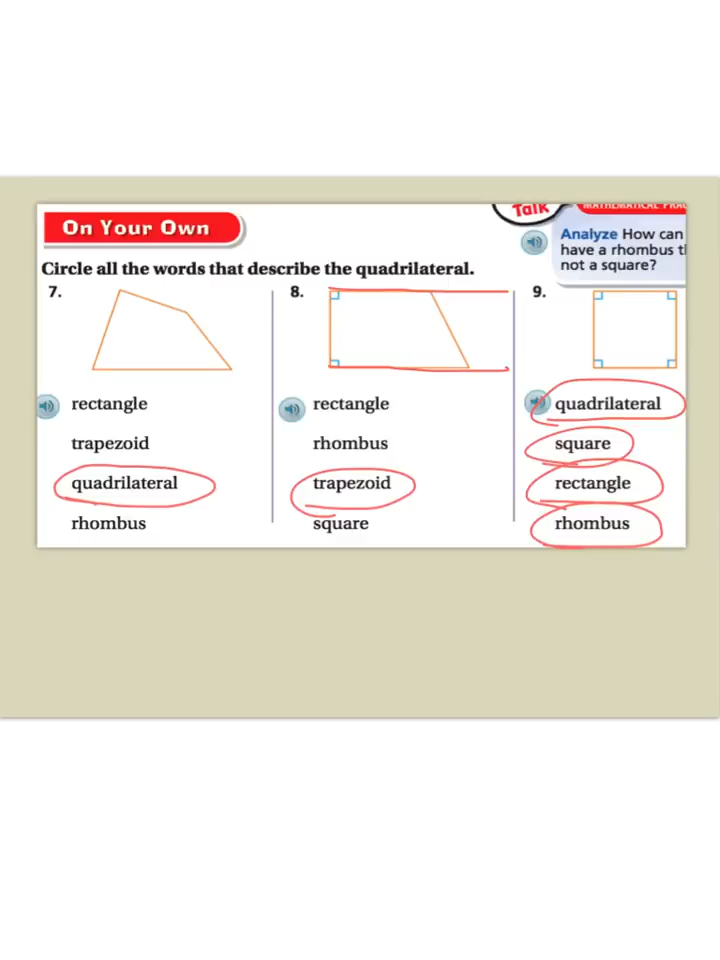 Talk
On Your Own
Analyze How can
have a rhombus
not a square?
Circle all the words that describe the quadrilateral.
7.
8.
9.
rectangle
trapezoid
quadrilateral
rhombus
rectangle
rhombus
trapezoid
square
quadrilateral
square
rectangle
rhombus